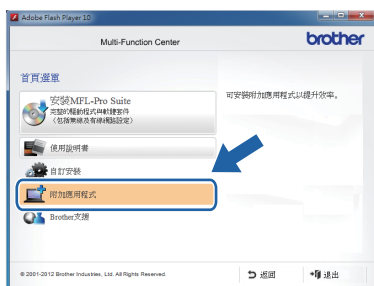 Adobe Flash Player 10
Multi-Function Center
brother
首頁選單
安裝MFL-Pro Suite
完整的驅動程式與軟體套件
(包括無線及有線網路設定)
可安裝附加應用程式以提升效率。
使用說明書
自訂安裝
附加應用程式
Brother支援
© 2001-2012 Brother Industries, Ltd. All Rights Reserved.
返回
退出